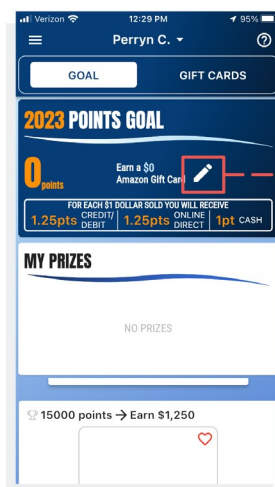 Verizon 12:29 PM 95%
Perryn C.
GOAL GIFT CARDS
2023 POINTS GOAL
0 points
Earn a $0
Amazon Gift Card
FOR EACH $1 DOLLAR SOLD YOU WILL RECEIVE
1.25pts CREDIT/ DEBIT 1.25pts ONLINE DIRECT 1pt CASH
MY PRIZES
NO PRIZES
15000 points → Earn $1,250